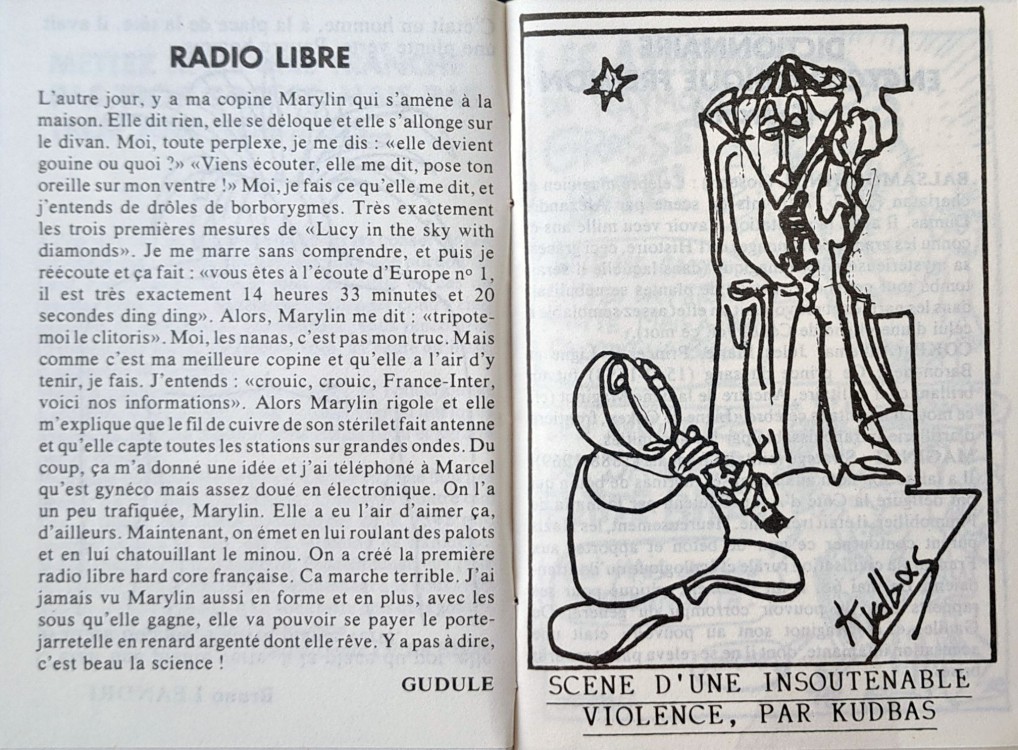 RADIO LIBRE
L'autre jour, y a ma copine Marylin qui s'amène à la
maison. Elle dit rien, elle se déloque et elle s'allonge sur
le divan. Moi, toute perplexe, je me dis : «elle devient
gouine ou quoi ?» «Viens écouter, elle me dit, pose ton
oreille sur mon ventre !» Moi, je fais ce qu'elle me dit, et
j'entends de drôles de borborygmes. Très exactement
les trois premières mesures de «Lucy in the sky with
diamonds». Je me marre sans comprendre, et puis je
réécoute et ça fait : «vous êtes à l'écoute d'Europe nº 1,
il est très exactement 14 heures 33 minutes et 20
secondes ding ding». Alors, Marylin me dit : «tripote-
moi le clitoris». Moi, les nanas, c'est pas mon truc. Mais
comme c'est ma meilleure copine et qu'elle a l'air d'y
tenir, je fais. J'entends : «crouic, crouic, France-Inter,
voici nos informations». Alors Marylin rigole et elle
m'explique que le fil de cuivre de son stérilet fait antenne
et qu'elle capte toutes les stations sur grandes ondes. Du
coup, ça m'a donné une idée et j'ai téléphoné à Marcel
qu'est gynéco mais assez doué en électronique. On l'a
un peu trafiquée, Marylin. Elle a eu l'air d'aimer ça,
d'ailleurs. Maintenant, on émet en lui roulant des palots
et en lui chatouillant le minou. On a créé la première
radio libre hard core française. Ca marche terrible. J'ai
jamais vu Marylin aussi en forme et en plus, avec les
sous qu'elle gagne, elle va pouvoir se payer le porte-
jarretelle en renard argenté dont elle rêve. Y a pas à dire,
c'est beau la science !
GUDULE
Kudbas
SCENE D'UNE INSOUTENABLE
VIOLENCE, PAR KUDBAS